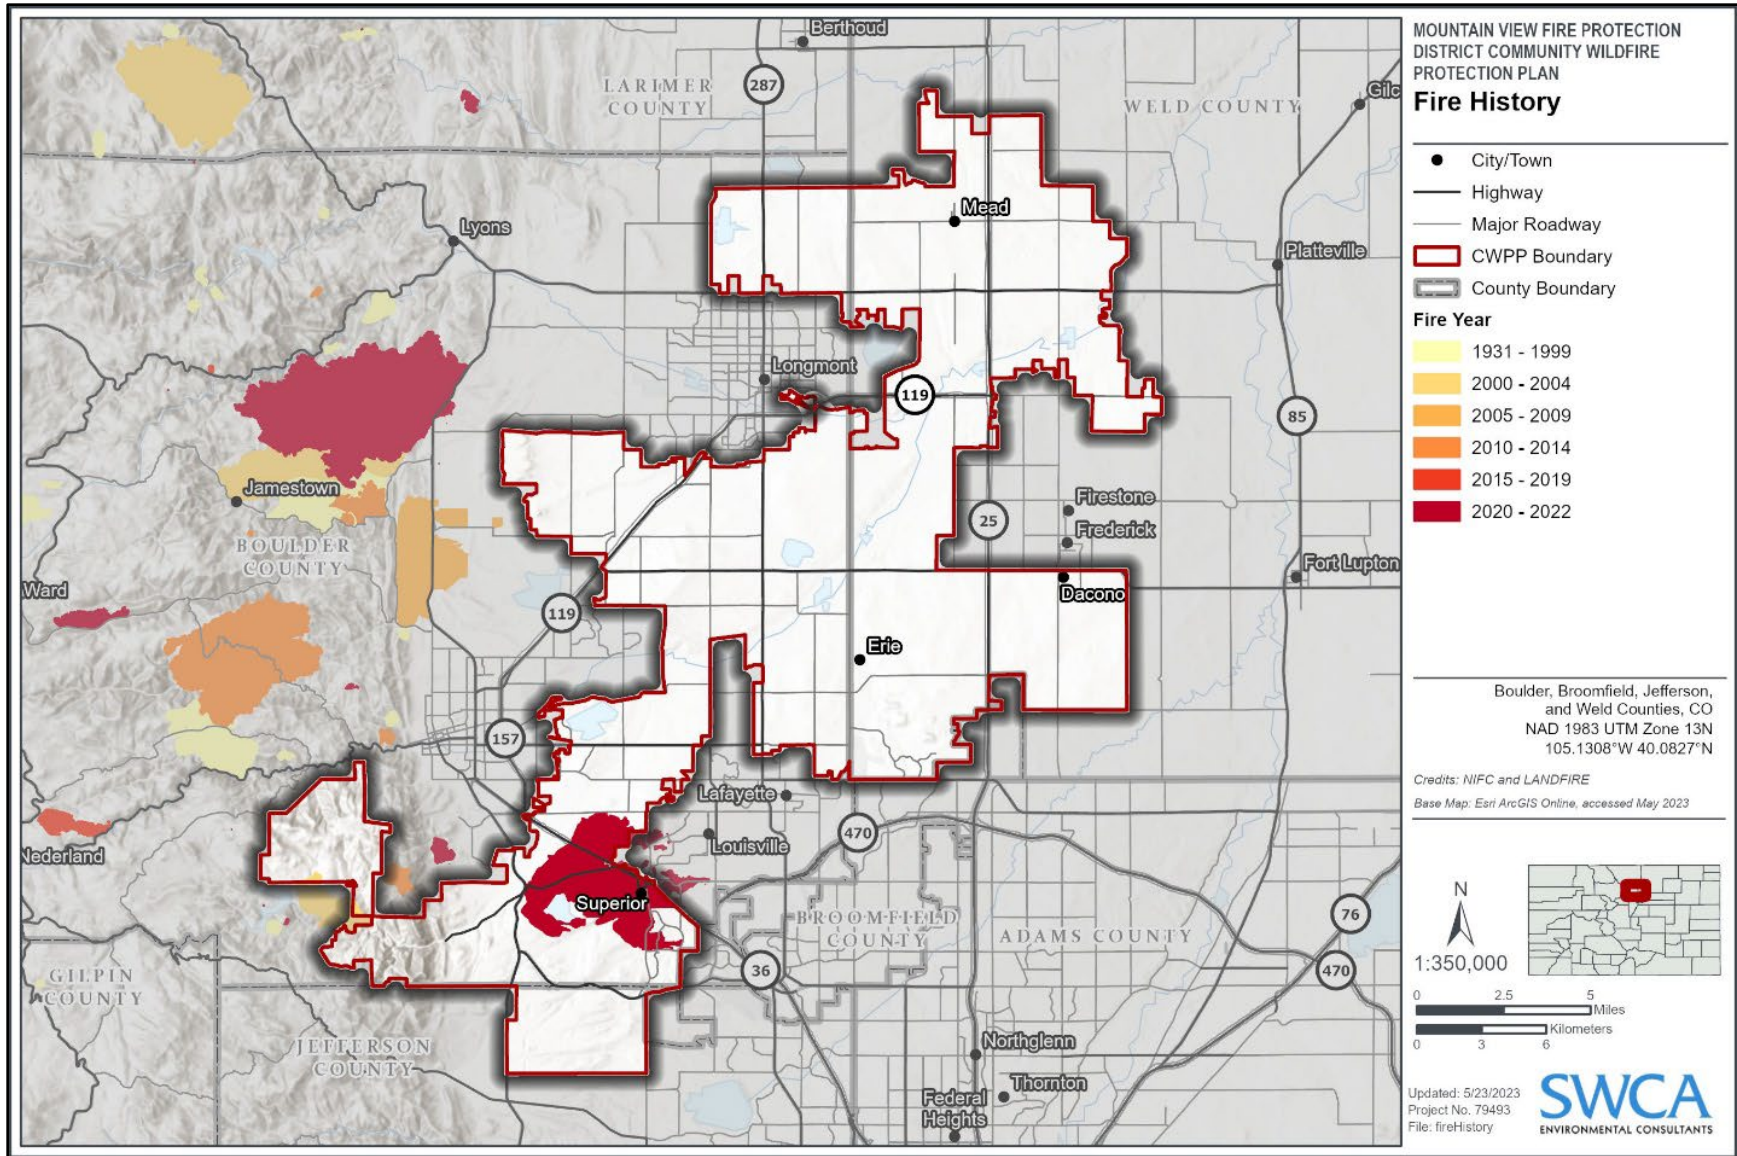 Berthoud
LARIMER
COUNTY
287
WELD COUNTY
Gilc
Mead
Lyons
Platteville
Longmont
119
85
Jamestown
BOULDER
COUNTY
Firestone
25
Frederick
Ward
119
Dacono
Fort Lupton
Erie
157
Lafayette
470
Louisville
Nederland
Superior
BROOMFIELD
COUNTY
ADAMS COUNTY
76
GILPIN
COUNTY
36
470
JEFFERSON
COUNTY
Northglenn
Thornton
Federal
Heights
MOUNTAIN VIEW FIRE PROTECTION
DISTRICT COMMUNITY WILDFIRE
PROTECTION PLAN
Fire History
City/Town
Highway
Major Roadway
CWPP Boundary
County Boundary
Fire Year
1931 - 1999
2000 - 2004
2005 - 2009
2010 - 2014
2015 - 2019
2020 - 2022
Boulder, Broomfield, Jefferson,
and Weld Counties, CO
NAD 1983 UTM Zone 13N
105.1308°W 40.0827°N
Credits: NIFC and LANDFIRE
Base Map: Esri ArcGIS Online, accessed May 2023
N
1:350,000
0 2.5 5
Miles
Kilometers
0 3 6
Updated: 5/23/2023
Project No. 79493
File: fireHistory
SWCA
ENVIRONMENTAL CONSULTANTS